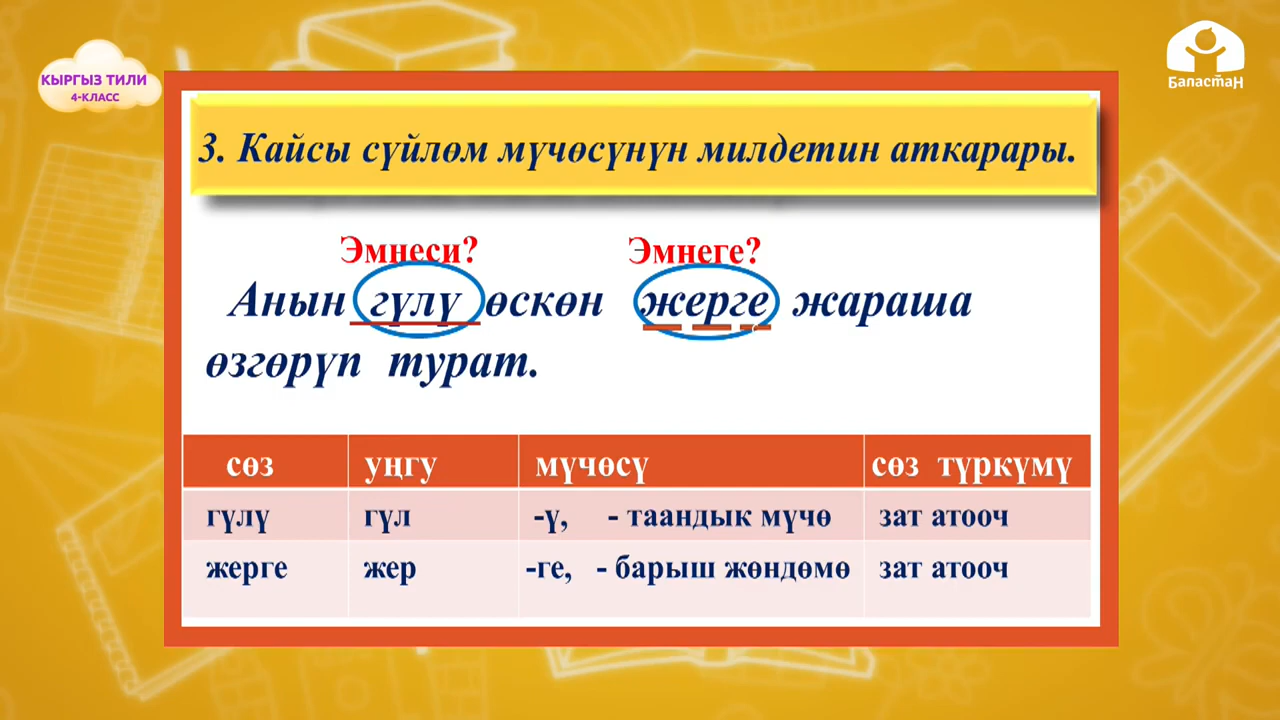 КЫРГЫЗ ТИЛИ
4-КЛАСС
Баластан
3. Кайсы сүйлөм мүчөсүнүн милдетин аткарары.
Эмнеси? Эмнеге?
Анын гүлү өскөн жерге жараша
өзгөрүп турат.
сөз уңгу мүчөсү сөз түркүмү
гүлү гүл -ү, - таандык мүчө зат атооч
жерге жер -ге, - барыш жөндөмө зат атооч